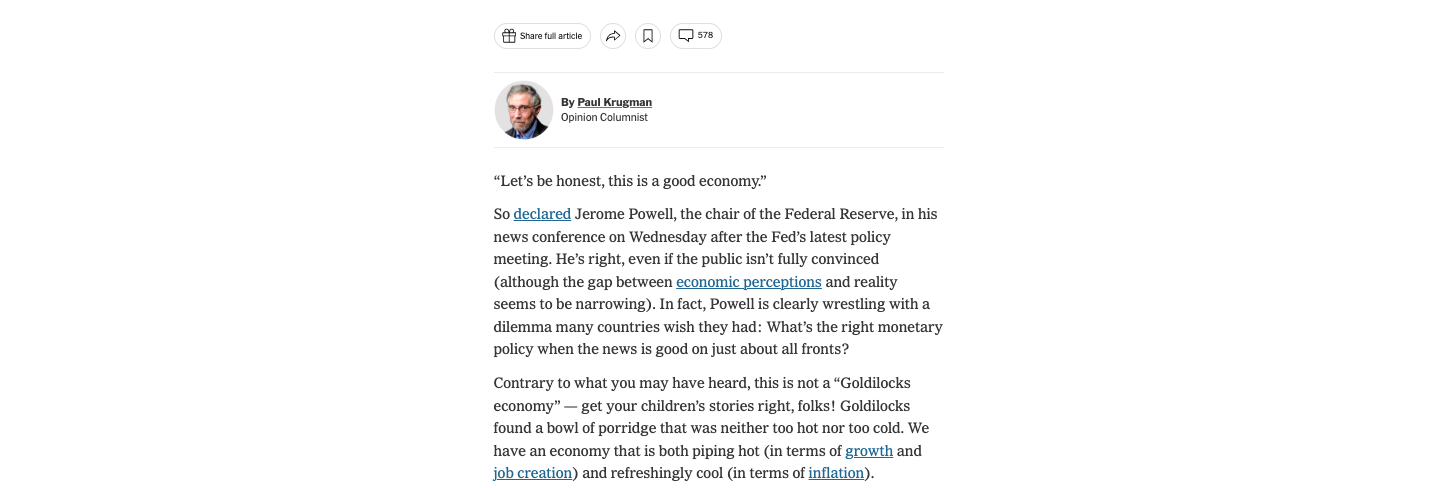 Share full article
578
By Paul Krugman
Opinion Columnist
“Let’s be honest, this is a good economy.”
So declared Jerome Powell, the chair of the Federal Reserve, in his
news conference on Wednesday after the Fed’s latest policy
meeting. He’s right, even if the public isn’t fully convinced
(although the gap between economic perceptions and reality
seems to be narrowing). In fact, Powell is clearly wrestling with a
dilemma many countries wish they had: What’s the right monetary
policy when the news is good on just about all fronts?
Contrary to what you may have heard, this is not a “Goldilocks
economy” — get your children’s stories right, folks! Goldilocks
found a bowl of porridge that was neither too hot nor too cold. We
have an economy that is both piping hot (in terms of growth and
job creation) and refreshingly cool (in terms of inflation).